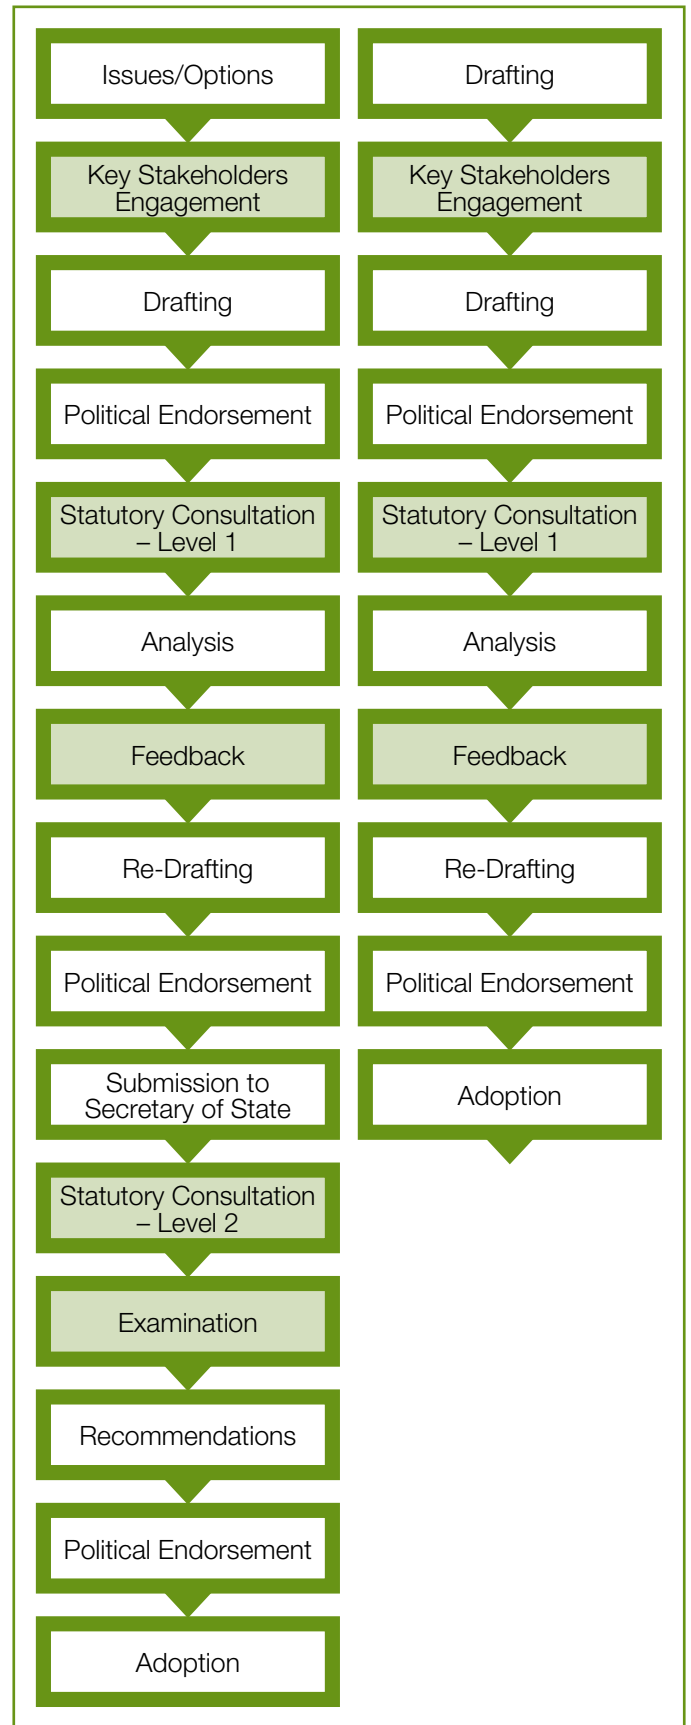 Issues/Options
Key Stakeholders
Engagement
Drafting
Political Endorsement
Statutory Consultation
– Level 1
Analysis
Feedback
Re-Drafting
Political Endorsement
Submission to
Secretary of State
Statutory Consultation
– Level 2
Examination
Recommendations
Political Endorsement
Adoption
Drafting
Key Stakeholders
Engagement
Drafting
Political Endorsement
Statutory Consultation
– Level 1
Analysis
Feedback
Re-Drafting
Political Endorsement
Adoption